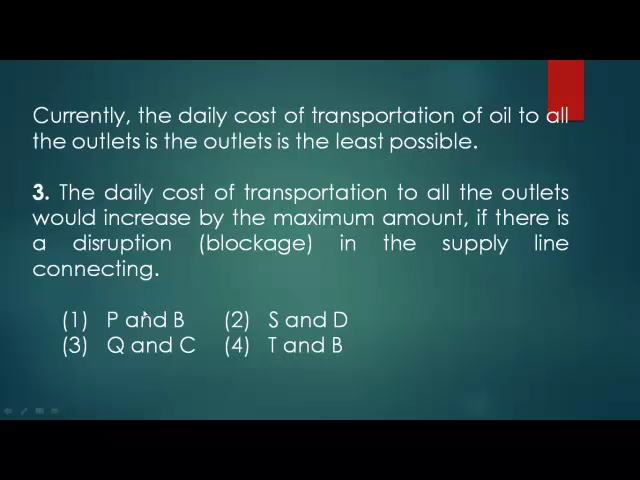 Currently, the daily cost of transportation of oil to all
the outlets is the outlets is the least possible.
3. The daily cost of transportation to all the outlets
would increase by the maximum amount, if there is
a disruption (blockage) in the supply line
connecting.
(1) P and B (2) S and D
(3) Q and C (4) T and B